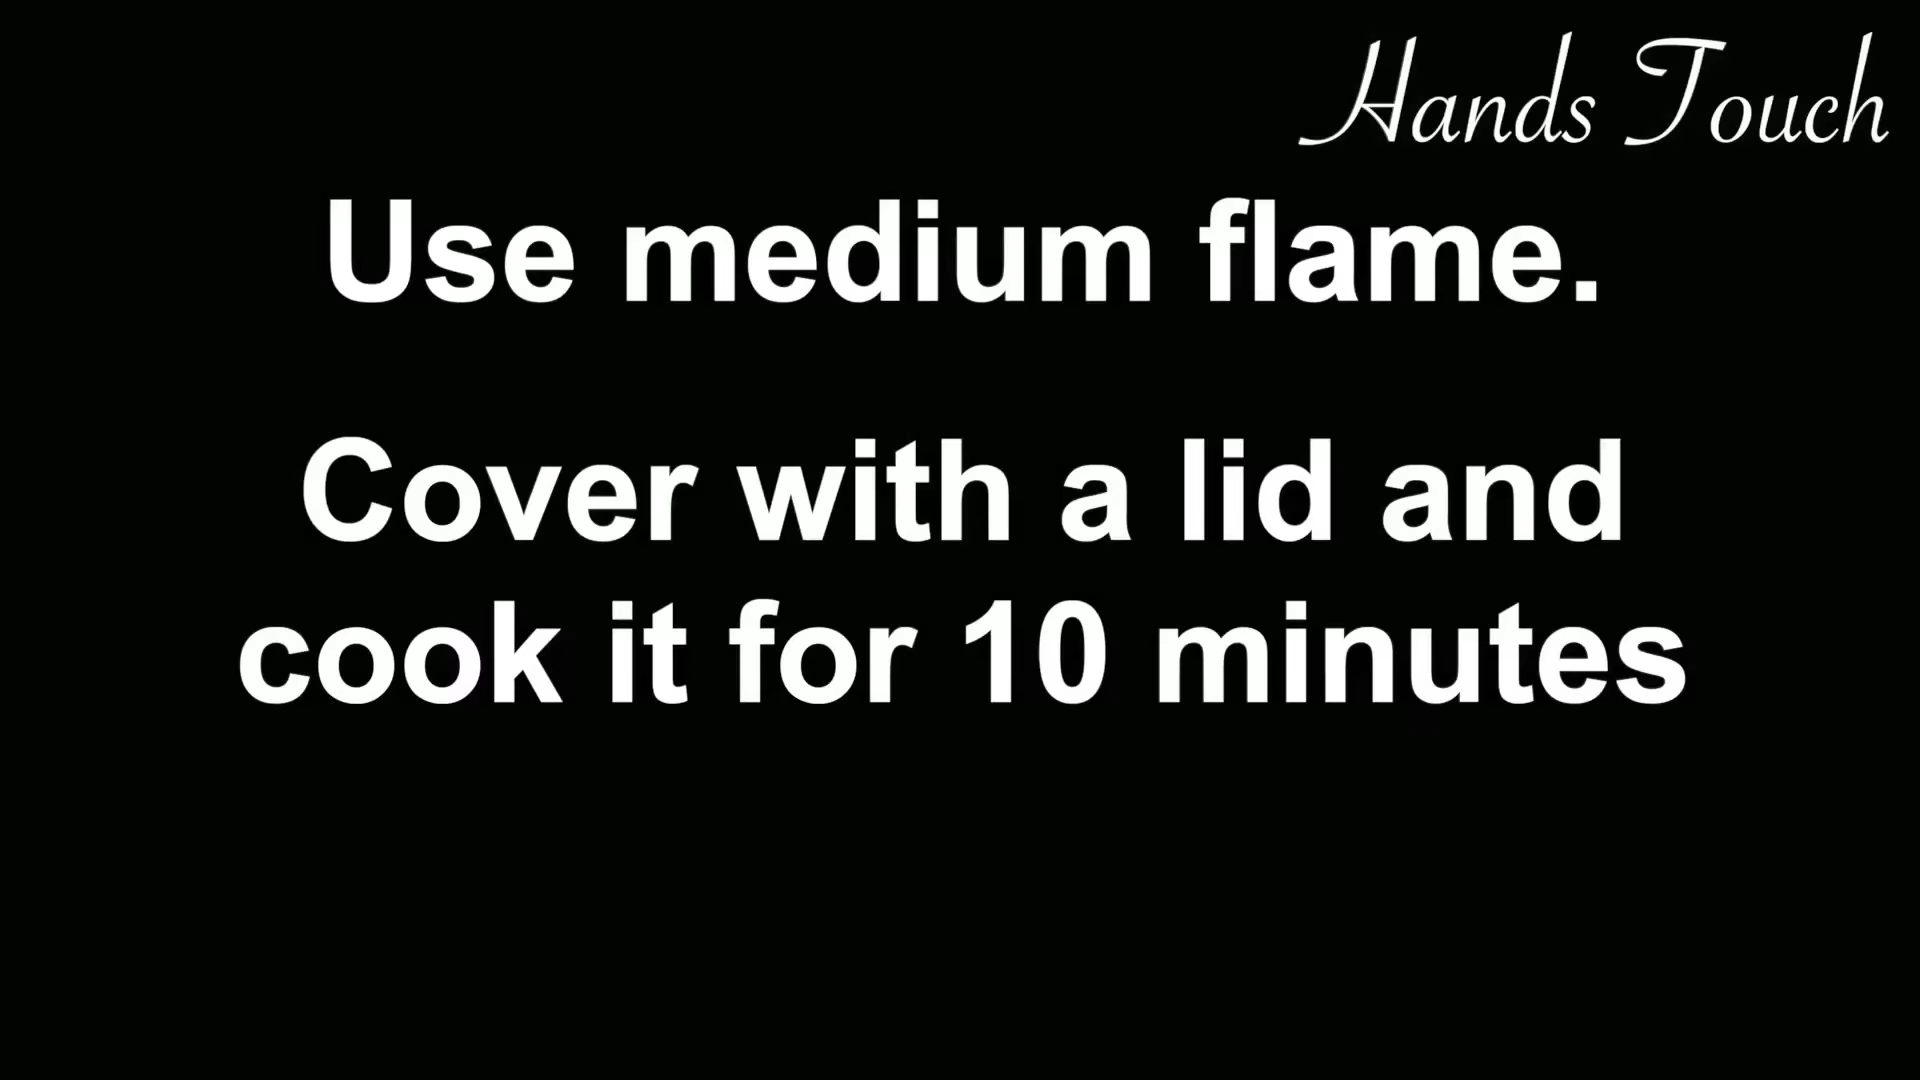 Hands Touch
Use medium flame.
Cover with a lid and
cook it for 10 minutes